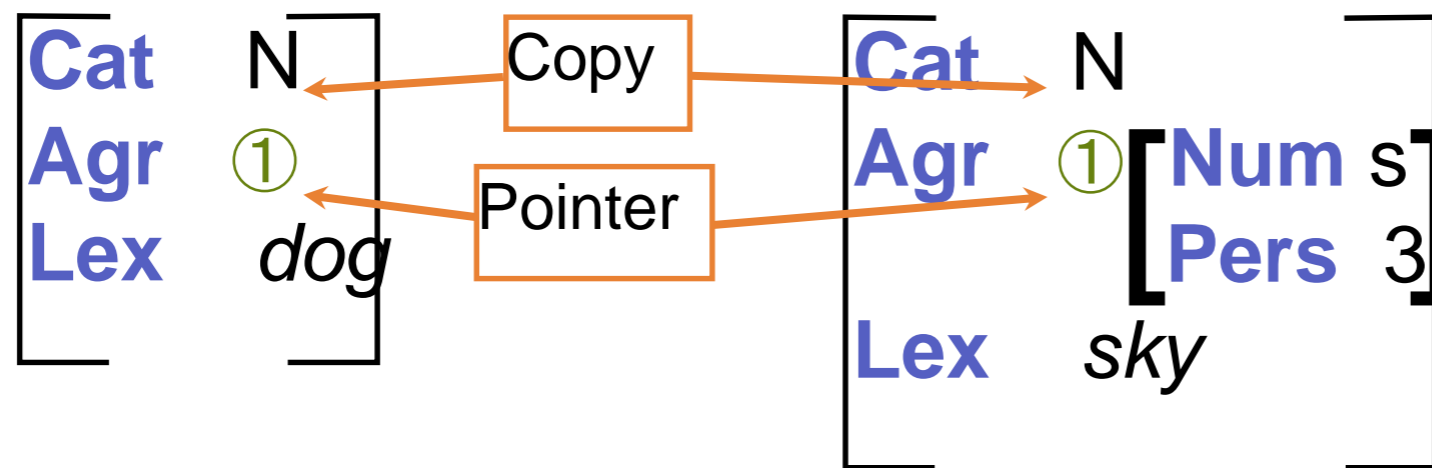 Cat N
Agr ①
Lex dog
Copy
Pointer
Cat N
Agr ① Num s
Pers 3
Lex sky